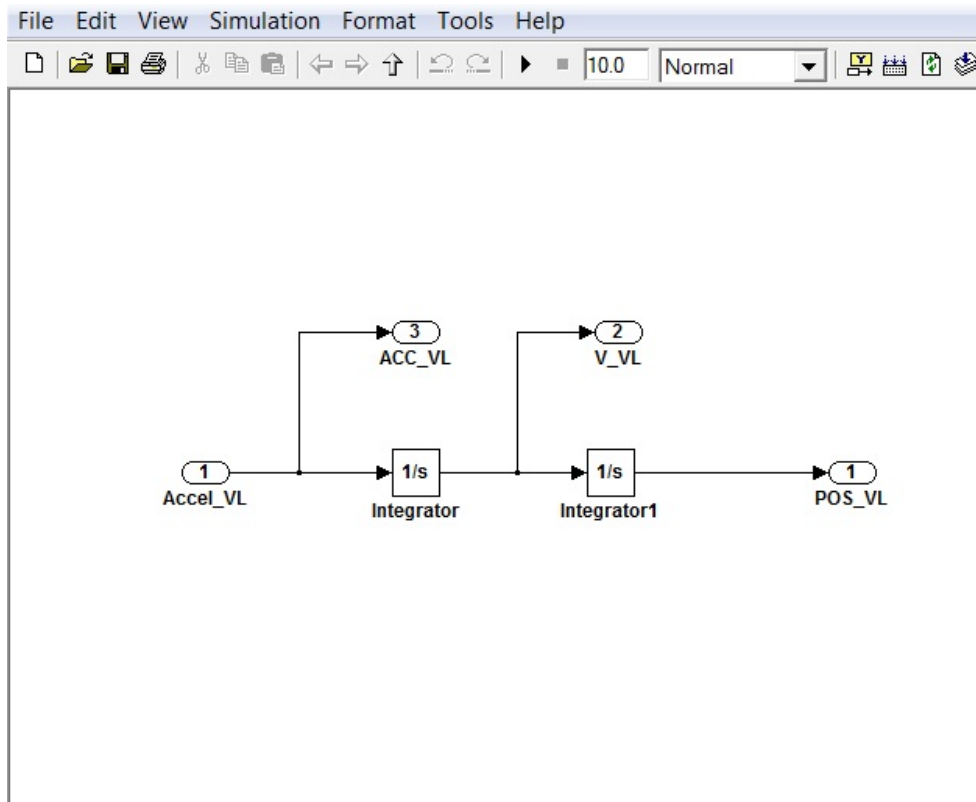 File Edit View Simulation Format Tools Help
10.0 Normal
3
ACC_VL
2
V_VL
1
Accel_VL
1/s
Integrator
1/s
Integrator1
1
POS_VL